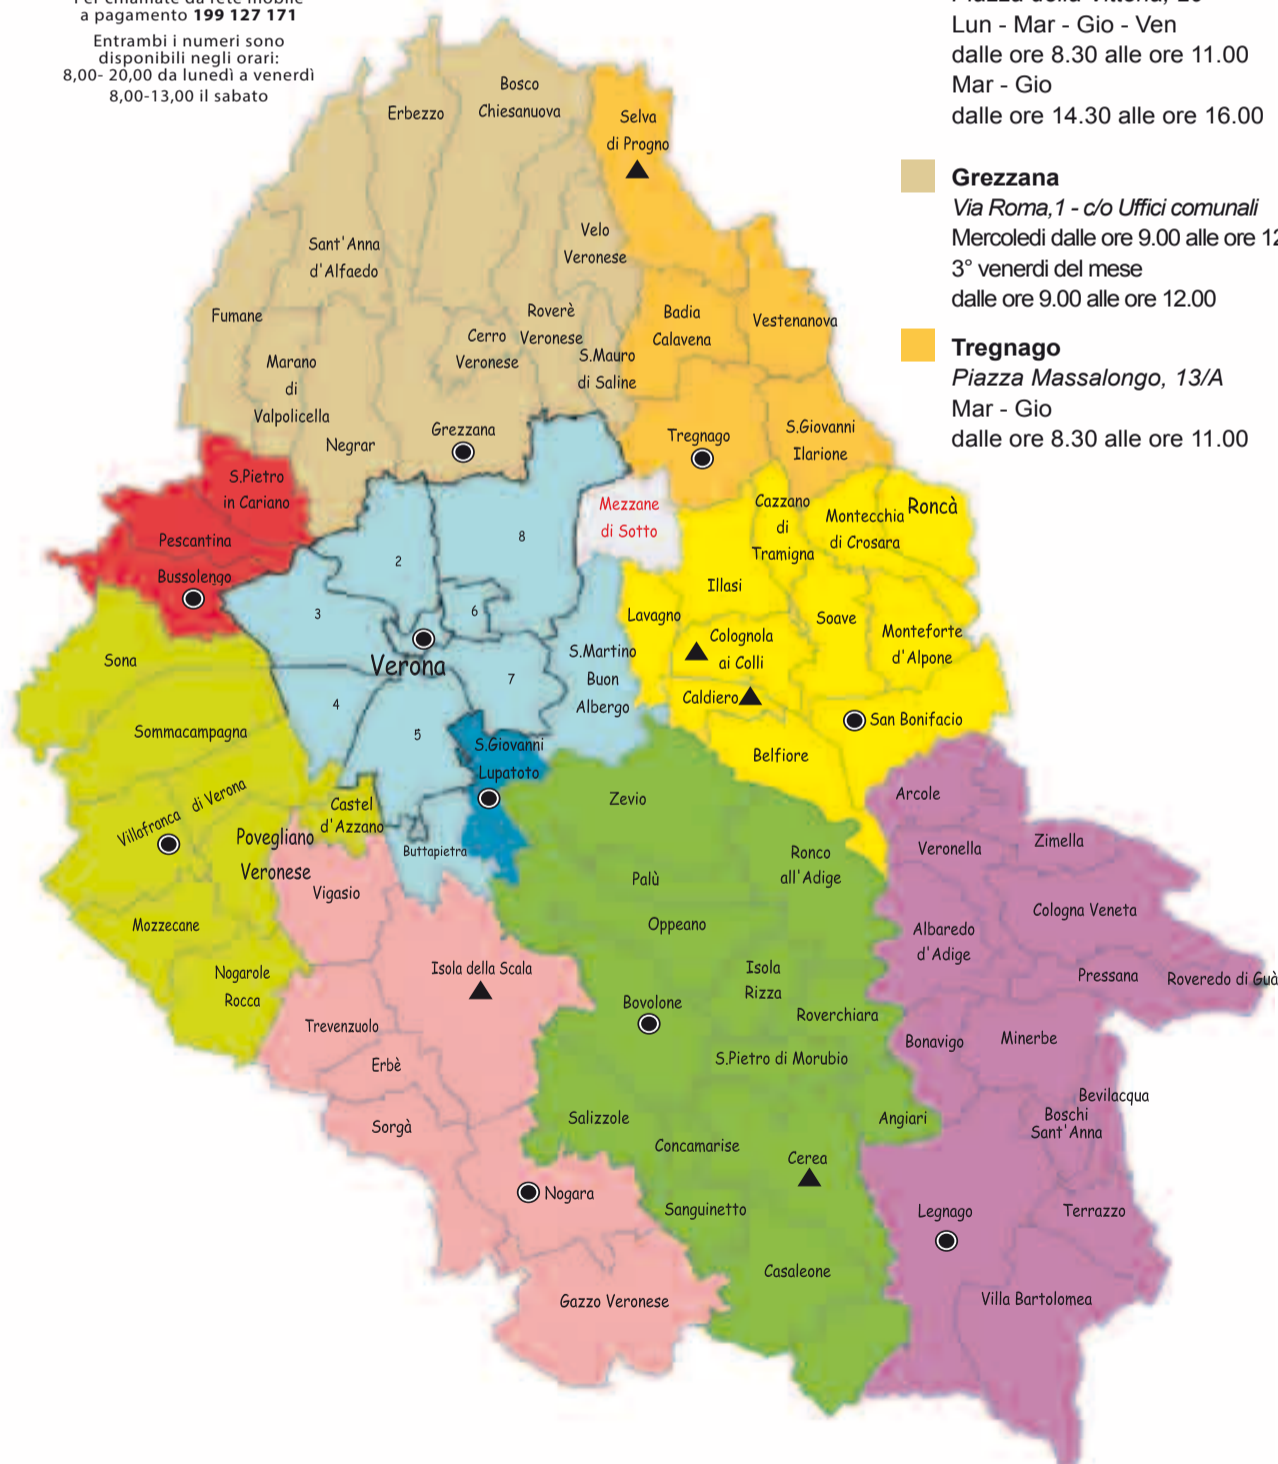 Per chiamate da rete mobile
a pagamento 199 127 171
Entrambi i numeri sono
disponibili negli orari:
8,00- 20,00 da lunedì a venerdì
8,00-13,00 il sabato
Piazza della Vittoria, 20
Lun - Mar - Gio - Ven
dalle ore 8.30 alle ore 11.00
Mar - Gio
dalle ore 14.30 alle ore 16.00
Grezzana
Via Roma,1 - c/o Uffici comunali
Mercoledi dalle ore 9.00 alle ore 12
3° venerdi del mese
dalle ore 9.00 alle ore 12.00
Tregnago
Piazza Massalongo, 13/A
Mar - Gio
dalle ore 8.30 alle ore 11.00
Erbezzo
Bosco
Chiesanuova
Selva
di Progno
Sant'Anna
d'Alfaedo
Velo
Veronese
Fumane
Marano
di
Valpolicella
Cerro
Veronese
Roverè
Veronese
S.Mauro
di Saline
Badia
Calavena
Vestenanova
Negrar
Grezzana
Tregnago
S.Giovanni
Ilarione
S.Pietro
in Cariano
Pescantina
Bussolengo
2
8
3
6
Mezzane
di Sotto
Cazzano
di
Tramigna
Montecchia
di Crosara
Roncà
Illasi
Lavagno
Soave
Monteforte
d'Alpone
Colognola
ai Colli
Caldiero
San Bonifacio
Belfiore
Sona
Verona
7
S.Martino
Buon
Albergo
4
5
Sommacampagna
S.Giovanni
Lupatoto
Villafranca di Verona
Castel
d'Azzano
Povegliano
Veronese
Buttapietra
Vigasio
Zevio
Ronco
all'Adige
Palù
Oppeano
Arcole
Veronella
Zimella
Cologna Veneta
Albaredo
d'Adige
Pressana
Roveredo di Guà
Mozzecane
Nogarole
Rocca
Isola della Scala
Isola
Rizza
Bovolone
Roverchiara
Trevenzuolo
Erbè
S.Pietro di Morubio
Bonavigo
Minerbe
Bevilacqua
Boschi
Sant'Anna
Sorgà
Salizzole
Concamarise
Angiari
Cerea
Nogara
Sanguinetto
Legnago
Terrazzo
Casaleone
Gazzo Veronese
Villa Bartolomea